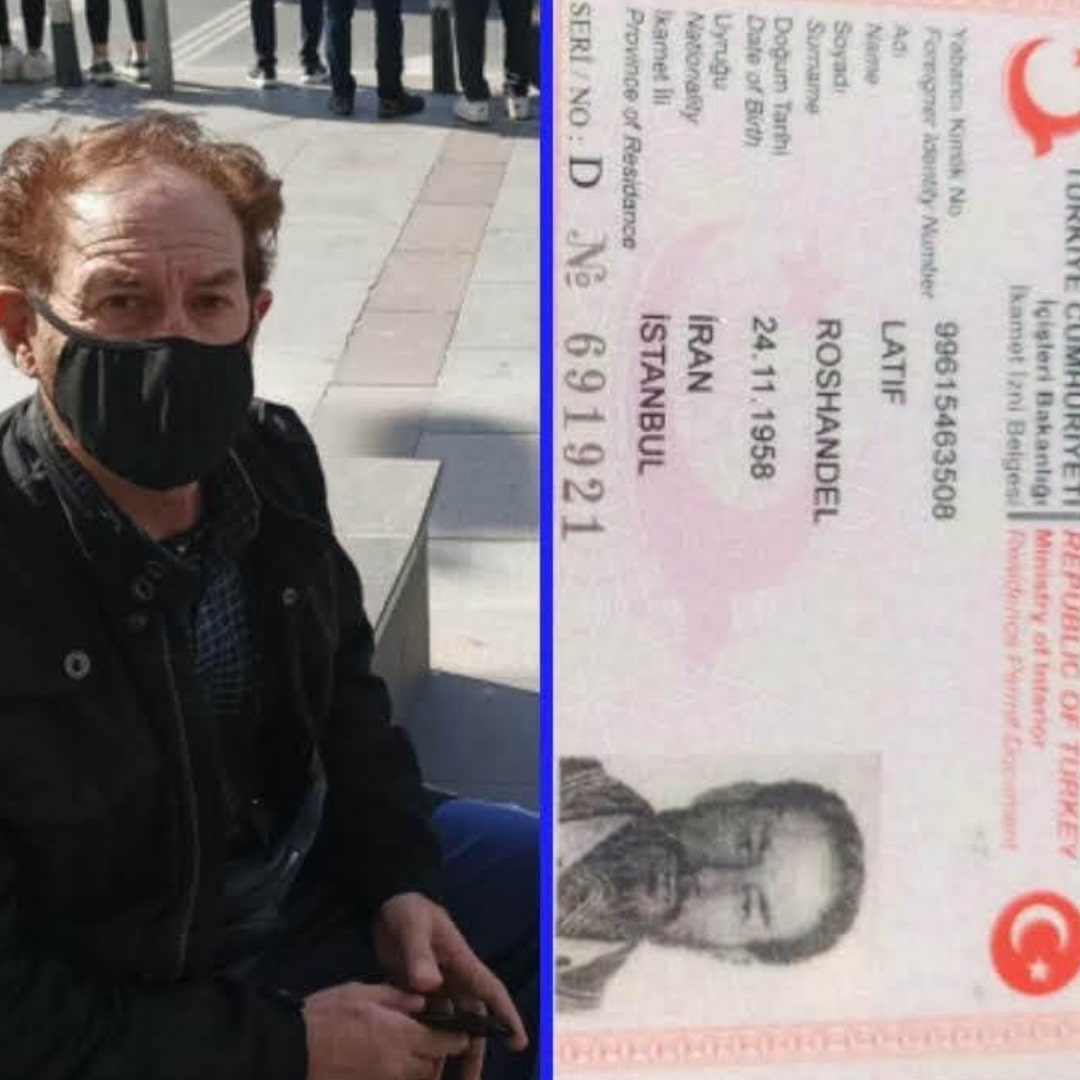 TÜRKİYE CUMHURİYETİ REPUBLIC OF TURKEY
İçişleri Bakanlığı Ministry of Interior
İkamet İzni Belgesi Residence Permit Document
Yabancı Kimlik No 99615463508
Foreigner Identity Number
Adı LATIF
Name
Soyadı ROSHANDEL
Surname
Doğum Tarihi 24.11.1958
Date of Birth
Uyruğu
Nationality İRAN
İkamet İli İSTANBUL
Province of Residance
SERİ / NO : D № 691921